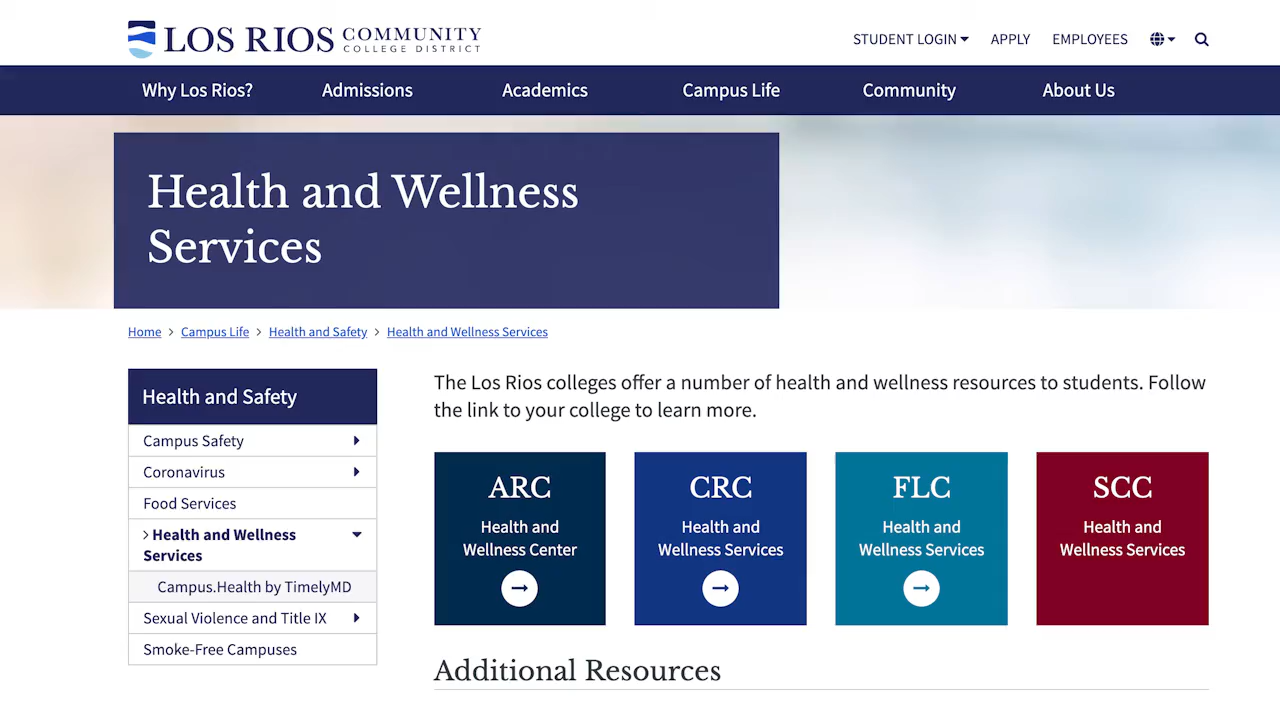 LOS RIOS COMMUNITY
COLLEGE DISTRICT
STUDENT LOGIN APPLY EMPLOYEES
Why Los Rios? Admissions Academics Campus Life Community About Us
Health and Wellness
Services
Home > Campus Life > Health and Safety > Health and Wellness Services
Health and Safety
Campus Safety
Coronavirus
Food Services
> Health and Wellness
Services
Campus.Health by TimelyMD
Sexual Violence and Title IX
Smoke-Free Campuses
The Los Rios colleges offer a number of health and wellness resources to students. Follow
the link to your college to learn more.
ARC
Health and
Wellness Center
CRC
Health and
Wellness Services
FLC
Health and
Wellness Services
SCC
Health and
Wellness Services
Additional Resources